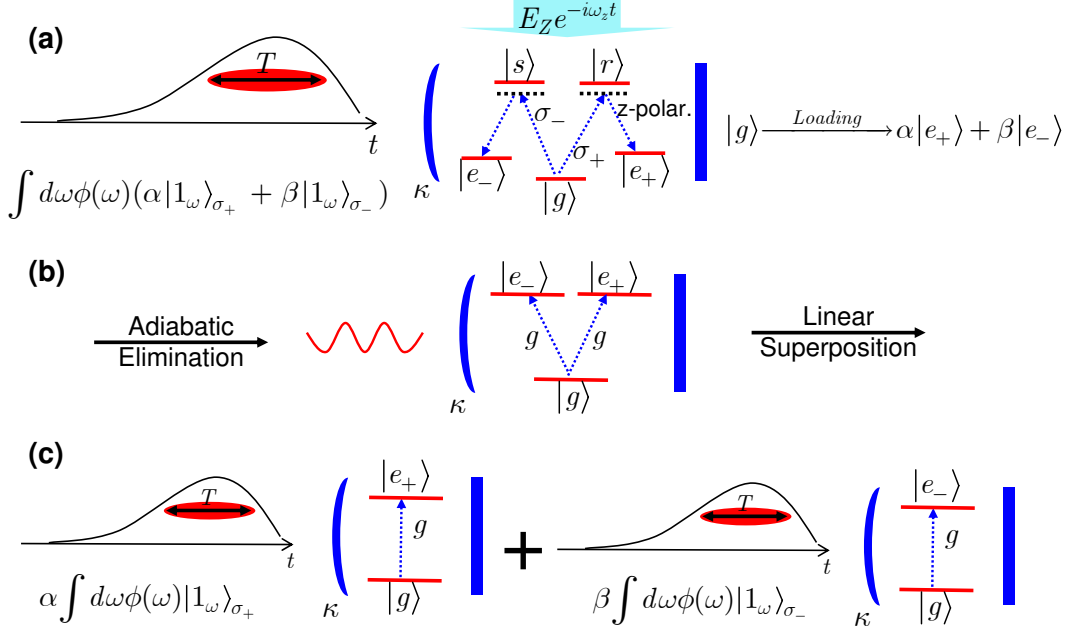 (a)
E_Z e^{-iω_z t}
T
t
|s⟩ |r⟩
σ_- z-polar.
σ_+
|e_-⟩ |e_+⟩
|g⟩
κ
|g⟩ Loading α|e_+⟩ + β|e_-⟩
∫ dωϕ(ω)(α|1_ω⟩_{σ_+} + β|1_ω⟩_{σ_-})
(b)
Adiabatic
Elimination
|e_-⟩ |e_+⟩
g g
|g⟩
κ
Linear
Superposition
(c)
T
t
|e_+⟩
g
|g⟩
κ
α∫ dωϕ(ω)|1_ω⟩_{σ_+}
+
T
t
|e_-⟩
g
|g⟩
κ
β∫ dωϕ(ω)|1_ω⟩_{σ_-}